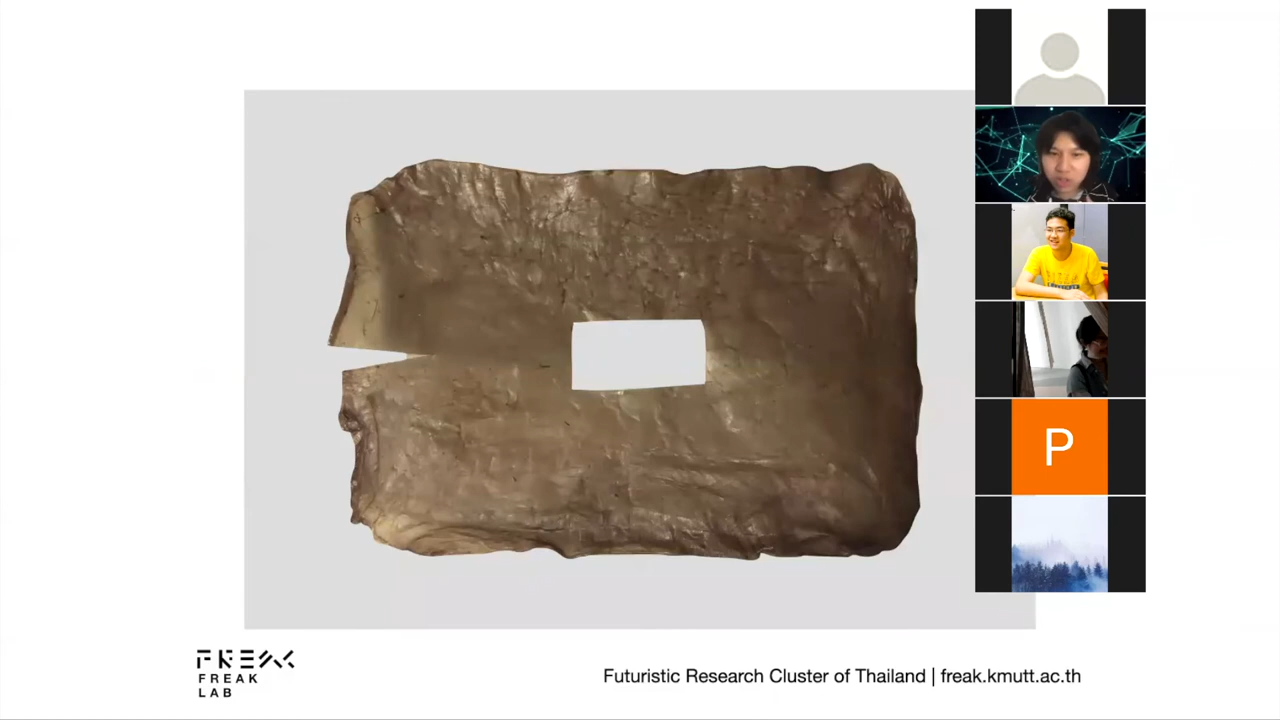 P
FREAK
FREAK
LAB
Futuristic Research Cluster of Thailand | freak.kmutt.ac.th